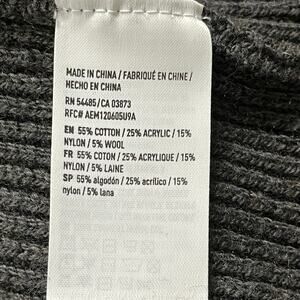 MADE IN CHINA / FABRIQUÉ EN CHINE /
HECHO EN CHINA
RN 54485 / CA 03873
RFC# AEM120605U9A
EN 55% COTTON / 25% ACRYLIC / 15%
NYLON / 5% WOOL
FR 55% COTON / 25% ACRYLIQUE / 15%
NYLON / 5% LAINE
SP 55% algodón / 25% acrílico / 15%
nylon / 5% lana